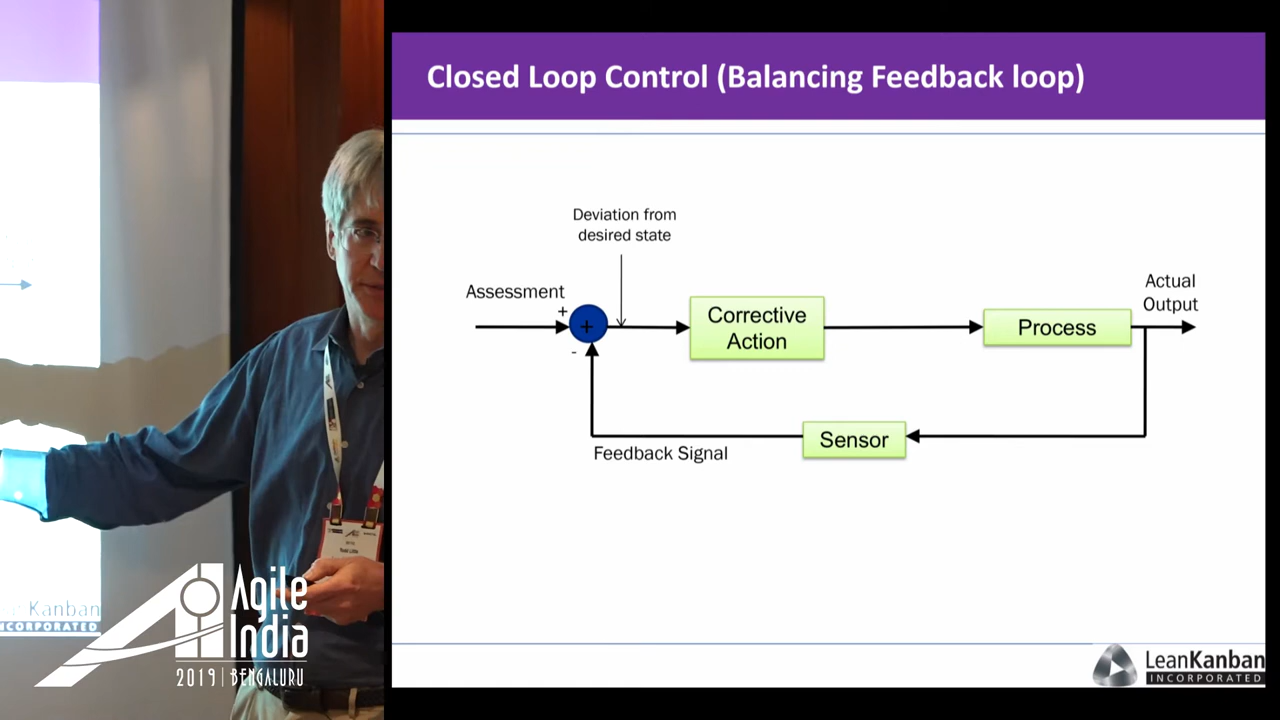 Closed Loop Control (Balancing Feedback loop)
Deviation from
desired state
Assessment
+
+
-
Corrective
Action
Process
Actual
Output
Sensor
Feedback Signal
LeanKanban
INCORPORATED
Kanban
Agile
India
2019 | BENGALURU